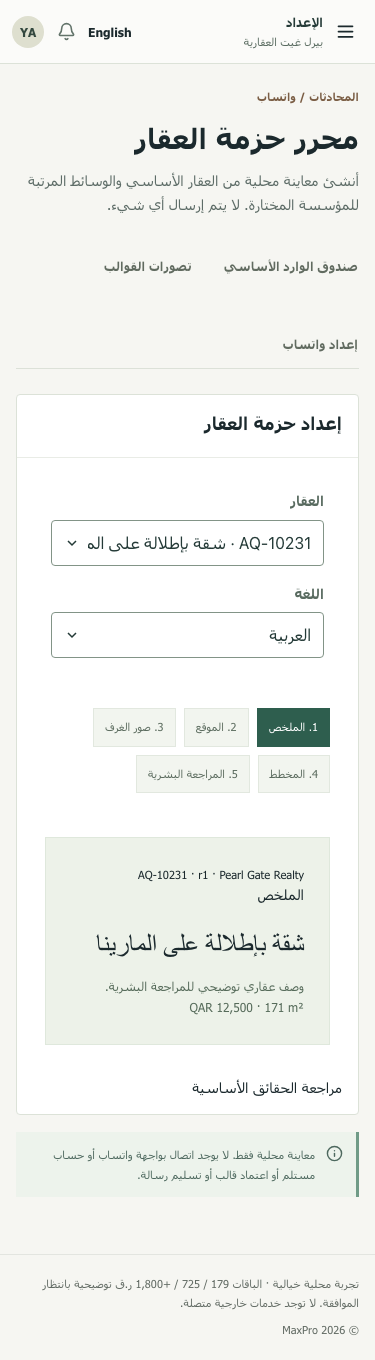 الإعداد
بيرل غيت العقارية
English
YA
المحادثات / واتساب
محرر حزمة العقار
أنشئ معاينة محلية من العقار الأساسي والوسائط المرتبة
للمؤسسة المختارة. لا يتم إرسال أي شيء.
صندوق الوارد الأساسي
تصورات القوالب
إعداد واتساب
إعداد حزمة العقار
العقار
AQ-10231 · شقة بإطلالة على الم
اللغة
العربية
1. الملخص
2. الموقع
3. صور الغرف
4. المخطط
5. المراجعة البشرية
AQ-10231 · r1 · Pearl Gate Realty
الملخص
شقة بإطلالة على المارينا
وصف عقاري توضيحي للمراجعة البشرية.
QAR 12,500 · 171 m²
مراجعة الحقائق الأساسية
معاينة محلية فقط. لا يوجد اتصال بواجهة واتساب أو حساب
مستلم أو اعتماد قالب أو تسليم رسالة.
تجربة محلية خيالية · الباقات 179 / 725 / +1,800 ر.ق توضيحية بانتظار
الموافقة. لا توجد خدمات خارجية متصلة.
© 2026 MaxPro